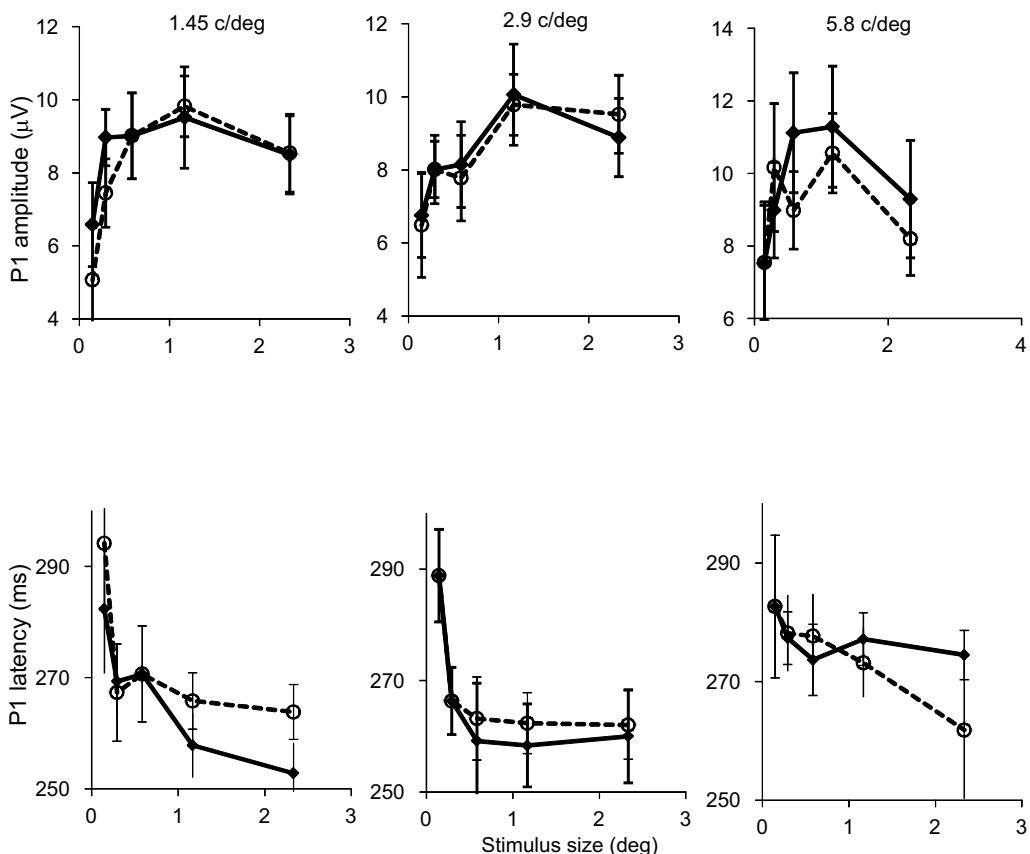 1.45 c/deg
2.9 c/deg
5.8 c/deg
P1 amplitude (μV)
12
10
8
6
4
0 1 2 3
12
10
8
6
4
0 1 2 3
14
12
10
8
6
0 2 4
P1 latency (ms)
290
270
250
0 1 2 3
290
270
250
0 1 2 3
290
270
250
0 1 2 3
Stimulus size (deg)